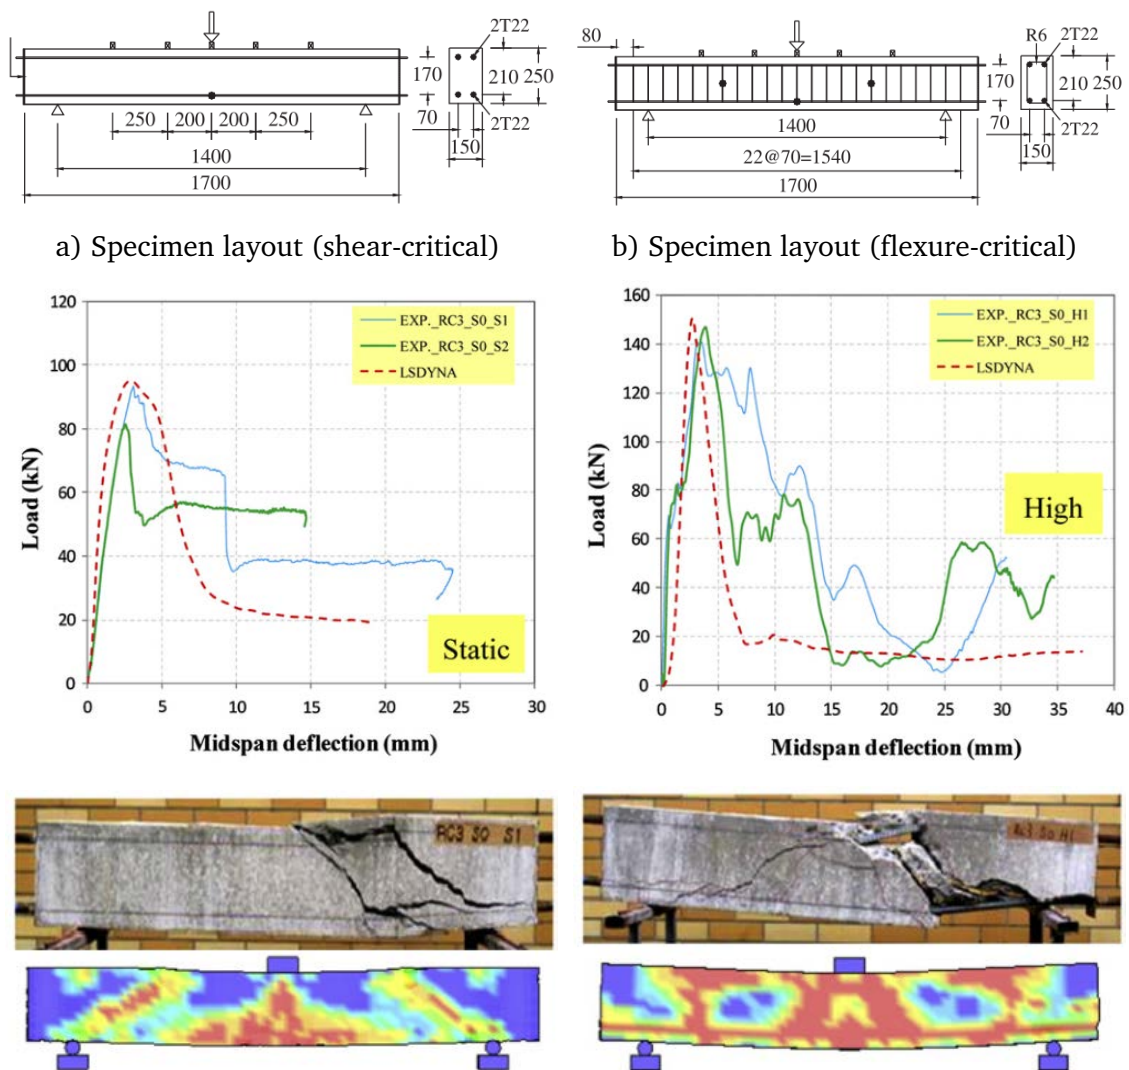 2T22
170
210
250
250
200
200
250
70
2T22
150
1400
1700
80
R6
2T22
170
210
250
1400
70
2T22
22@70=1540
150
1700
a) Specimen layout (shear-critical)
b) Specimen layout (flexure-critical)
120
100
80
60
40
20
0
Load (kN)
EXP._RC3_S0_S1
EXP._RC3_S0_S2
LSDYNA
Static
0 5 10 15 20 25 30
Midspan deflection (mm)
160
140
120
100
80
60
40
20
0
Load (kN)
EXP._RC3_S0_H1
EXP._RC3_S0_H2
LSDYNA
High
0 5 10 15 20 25 30 35 40
Midspan deflection (mm)
RC3 S0 S1
RC3 S0 H1